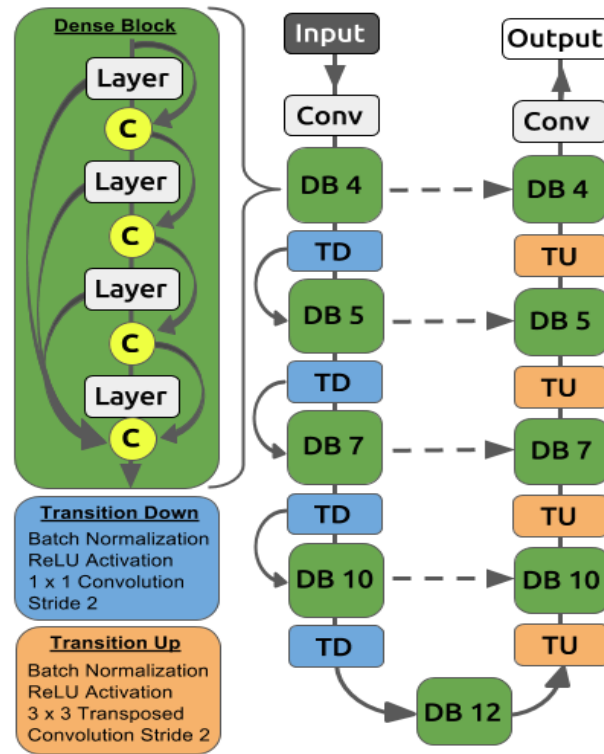 Dense Block
Layer
C
Layer
C
Layer
C
Layer
C
Transition Down
Batch Normalization
ReLU Activation
1 x 1 Convolution
Stride 2
Transition Up
Batch Normalization
ReLU Activation
3 x 3 Transposed
Convolution Stride 2
Input
Conv
DB 4
TD
DB 5
TD
DB 7
TD
DB 10
TD
DB 12
Output
Conv
DB 4
TU
DB 5
TU
DB 7
TU
DB 10
TU